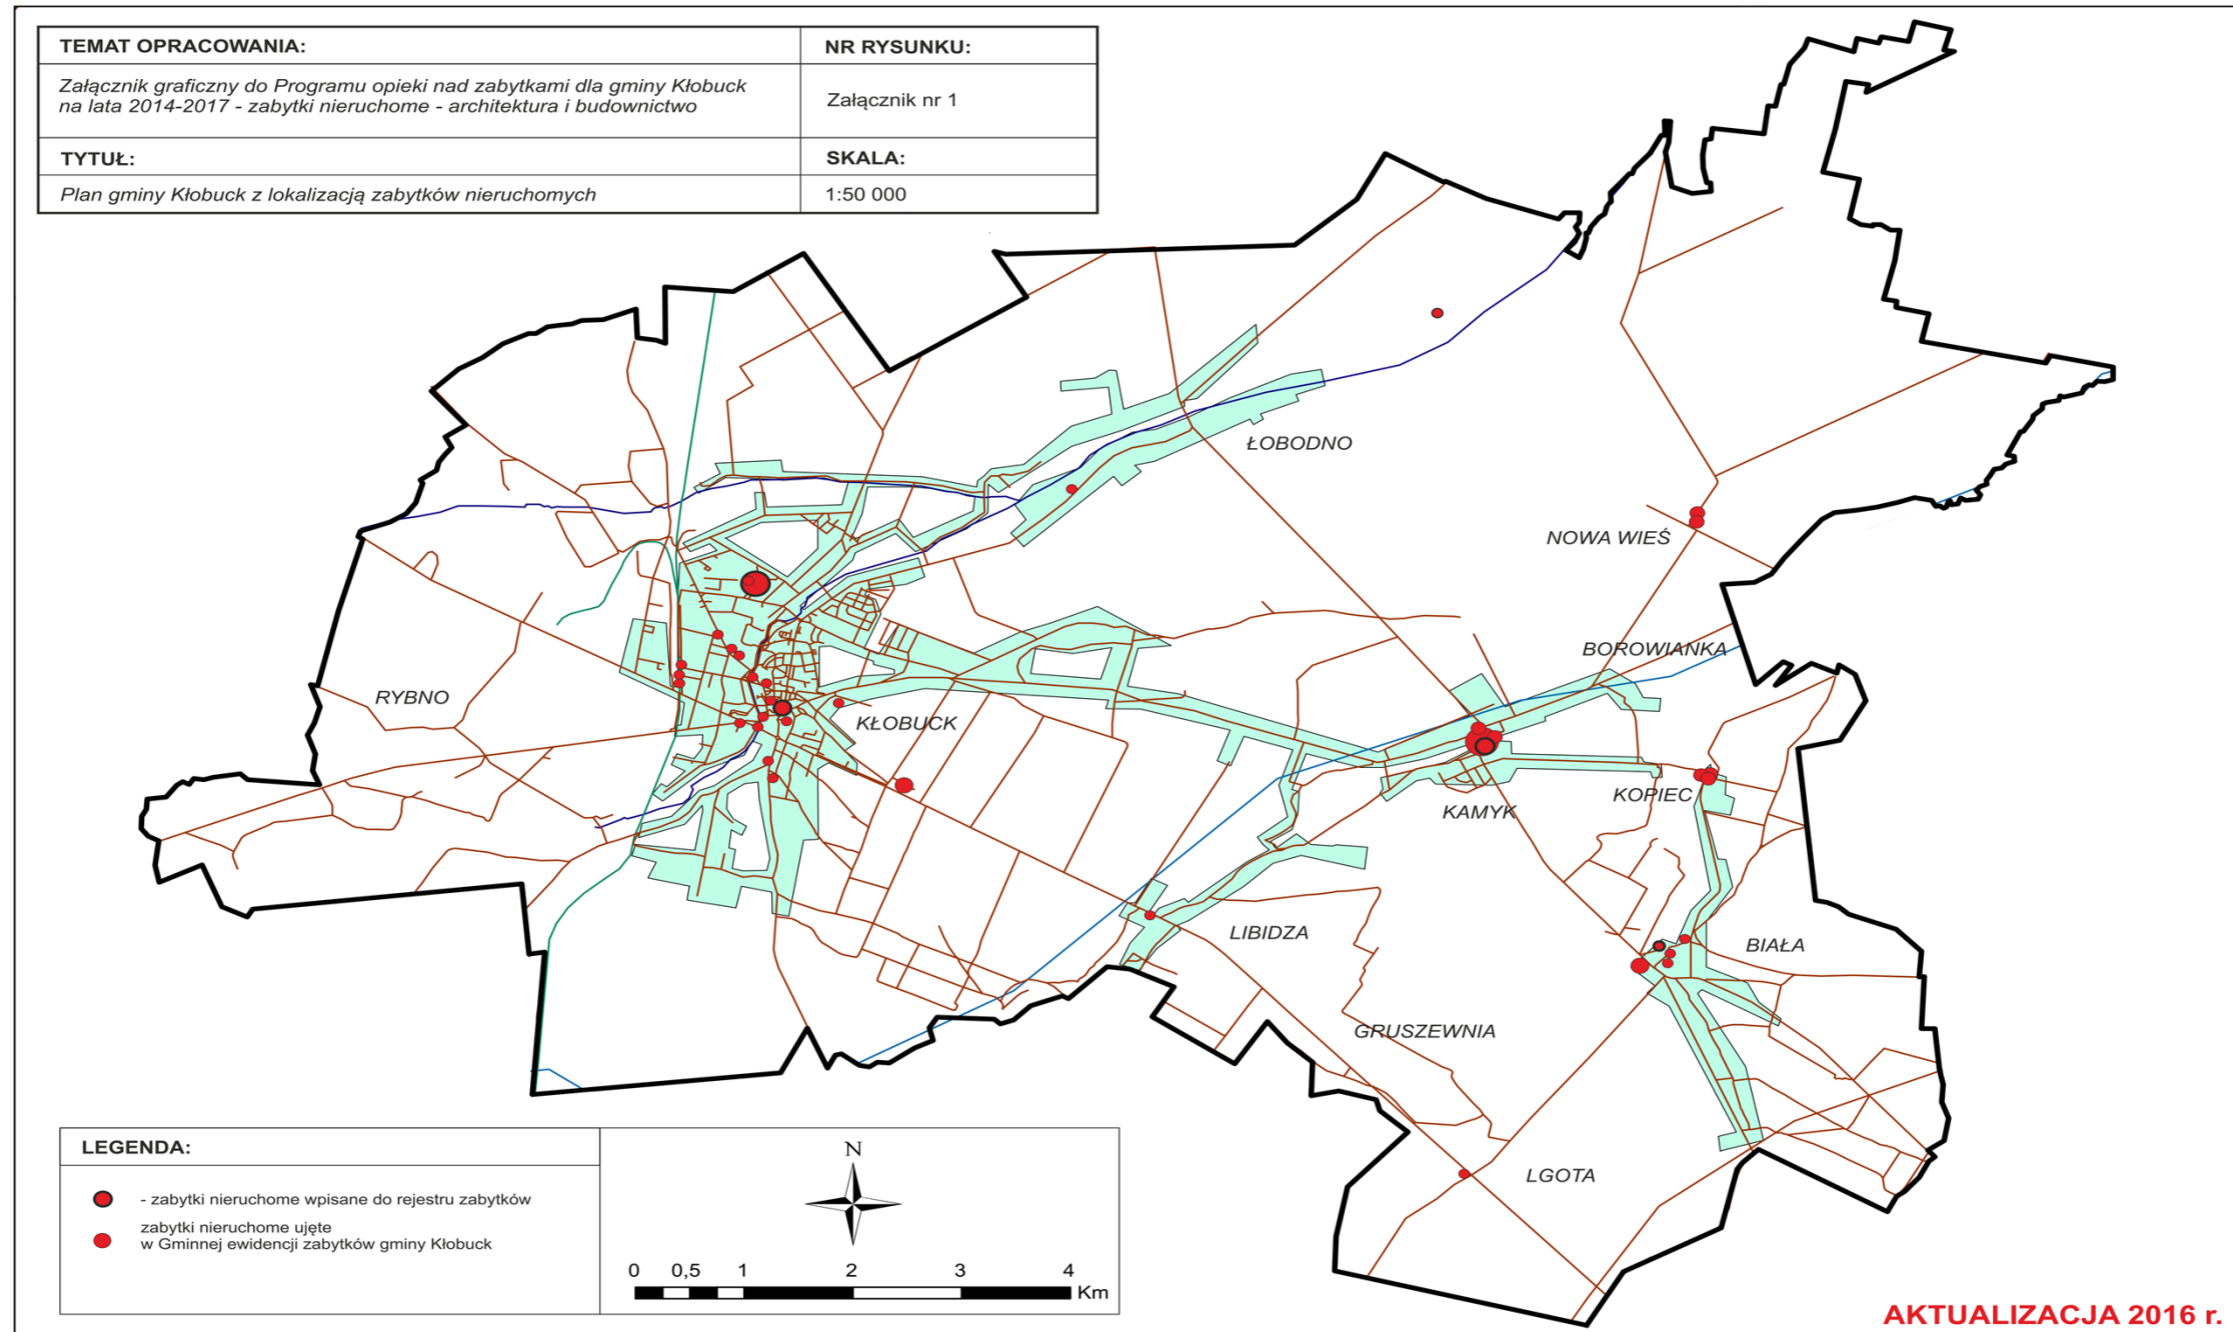 TEMAT OPRACOWANIA:
NR RYSUNKU:
Załącznik graficzny do Programu opieki nad zabytkami dla gminy Kłobuck
na lata 2014-2017 - zabytki nieruchome - architektura i budownictwo
Załącznik nr 1
TYTUŁ:
SKALA:
Plan gminy Kłobuck z lokalizacją zabytków nieruchomych
1:50 000
ŁOBODNO
NOWA WIEŚ
BOROWIANKA
RYBNO
KŁOBUCK
KOPIEC
KAMYK
LIBIDZA
BIAŁA
GRUSZEWNIA
LGOTA
LEGENDA:
- zabytki nieruchome wpisane do rejestru zabytków
zabytki nieruchome ujęte
w Gminnej ewidencji zabytków gminy Kłobuck
N
0 0,5 1 2 3 4
Km
AKTUALIZACJA 2016 r.